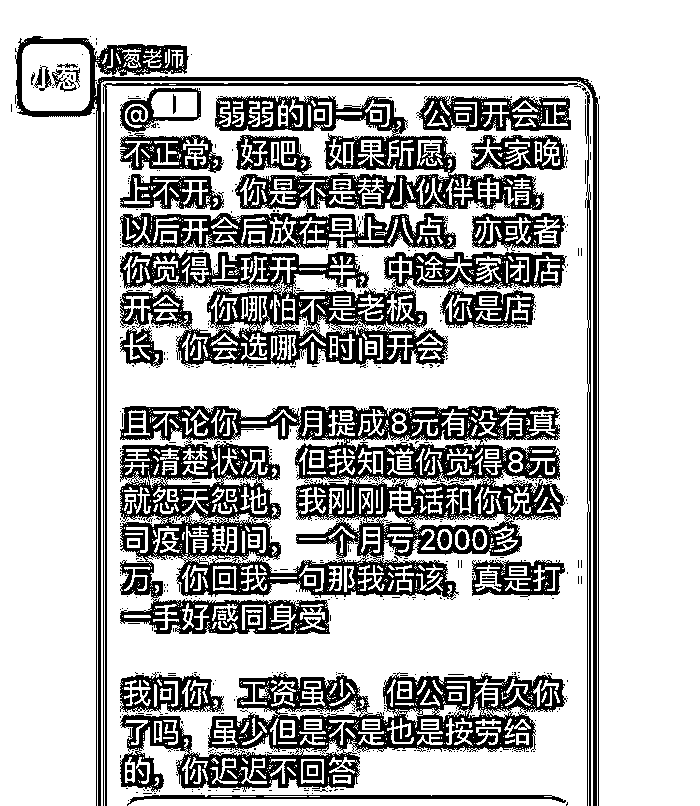 小葱
小葱老师
@ 弱弱的问一句，公司开会正
不正常，好吧，如果所愿，大家晚
上不开，你是不是替小伙伴申请，
以后开会后放在早上八点，亦或者
你觉得上班开一半，中途大家闭店
开会，你哪怕不是老板，你是店
长，你会选哪个时间开会
且不论你一个月提成8元有没有真
弄清楚状况，但我知道你觉得8元
就怨天怨地，我刚刚电话和你说公
司疫情期间，一个月亏2000多
万，你回我一句那我活该，真是打
一手好感同身受
我问你，工资虽少，但公司有欠你
了吗，虽少但是不是也是按劳给
的，你迟迟不回答